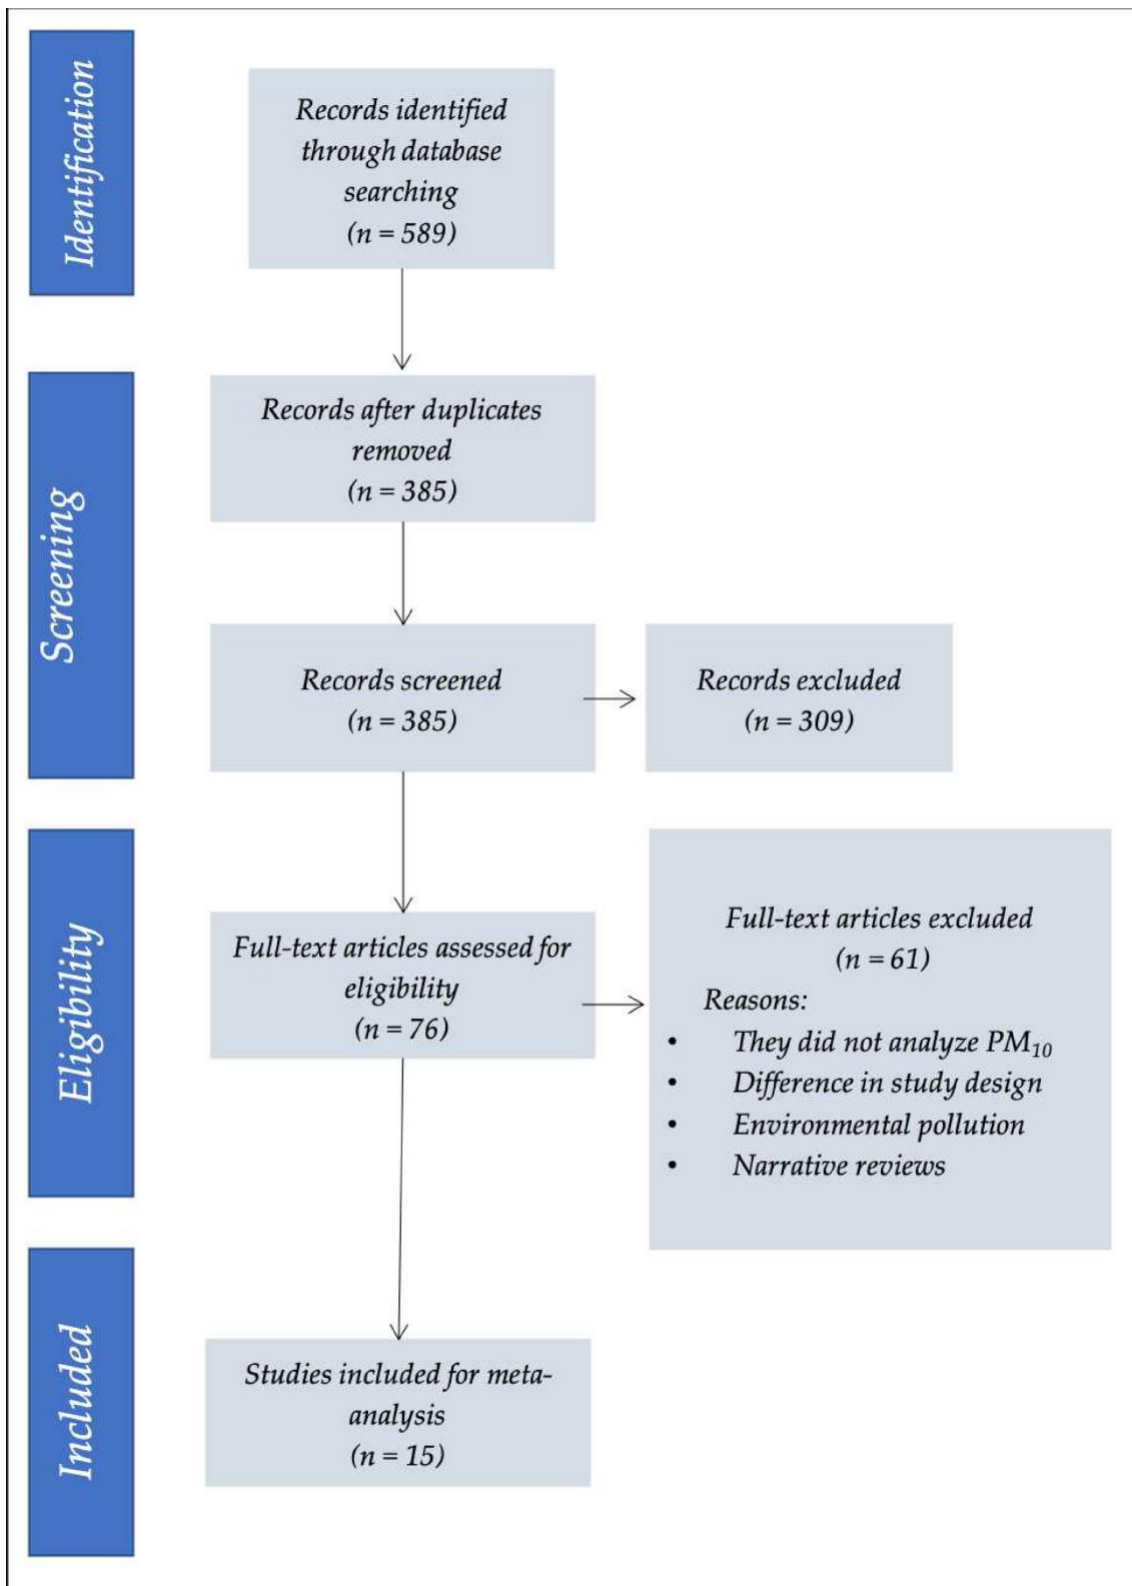 Identification
Records identified
through database
searching
(n = 589)
Screening
Records after duplicates
removed
(n = 385)
Records screened
(n = 385)
Records excluded
(n = 309)
Eligibility
Full-text articles assessed for
eligibility
(n = 76)
Full-text articles excluded
(n = 61)
Reasons:
• They did not analyze PM₁₀
• Difference in study design
• Environmental pollution
• Narrative reviews
Included
Studies included for meta-
analysis
(n = 15)